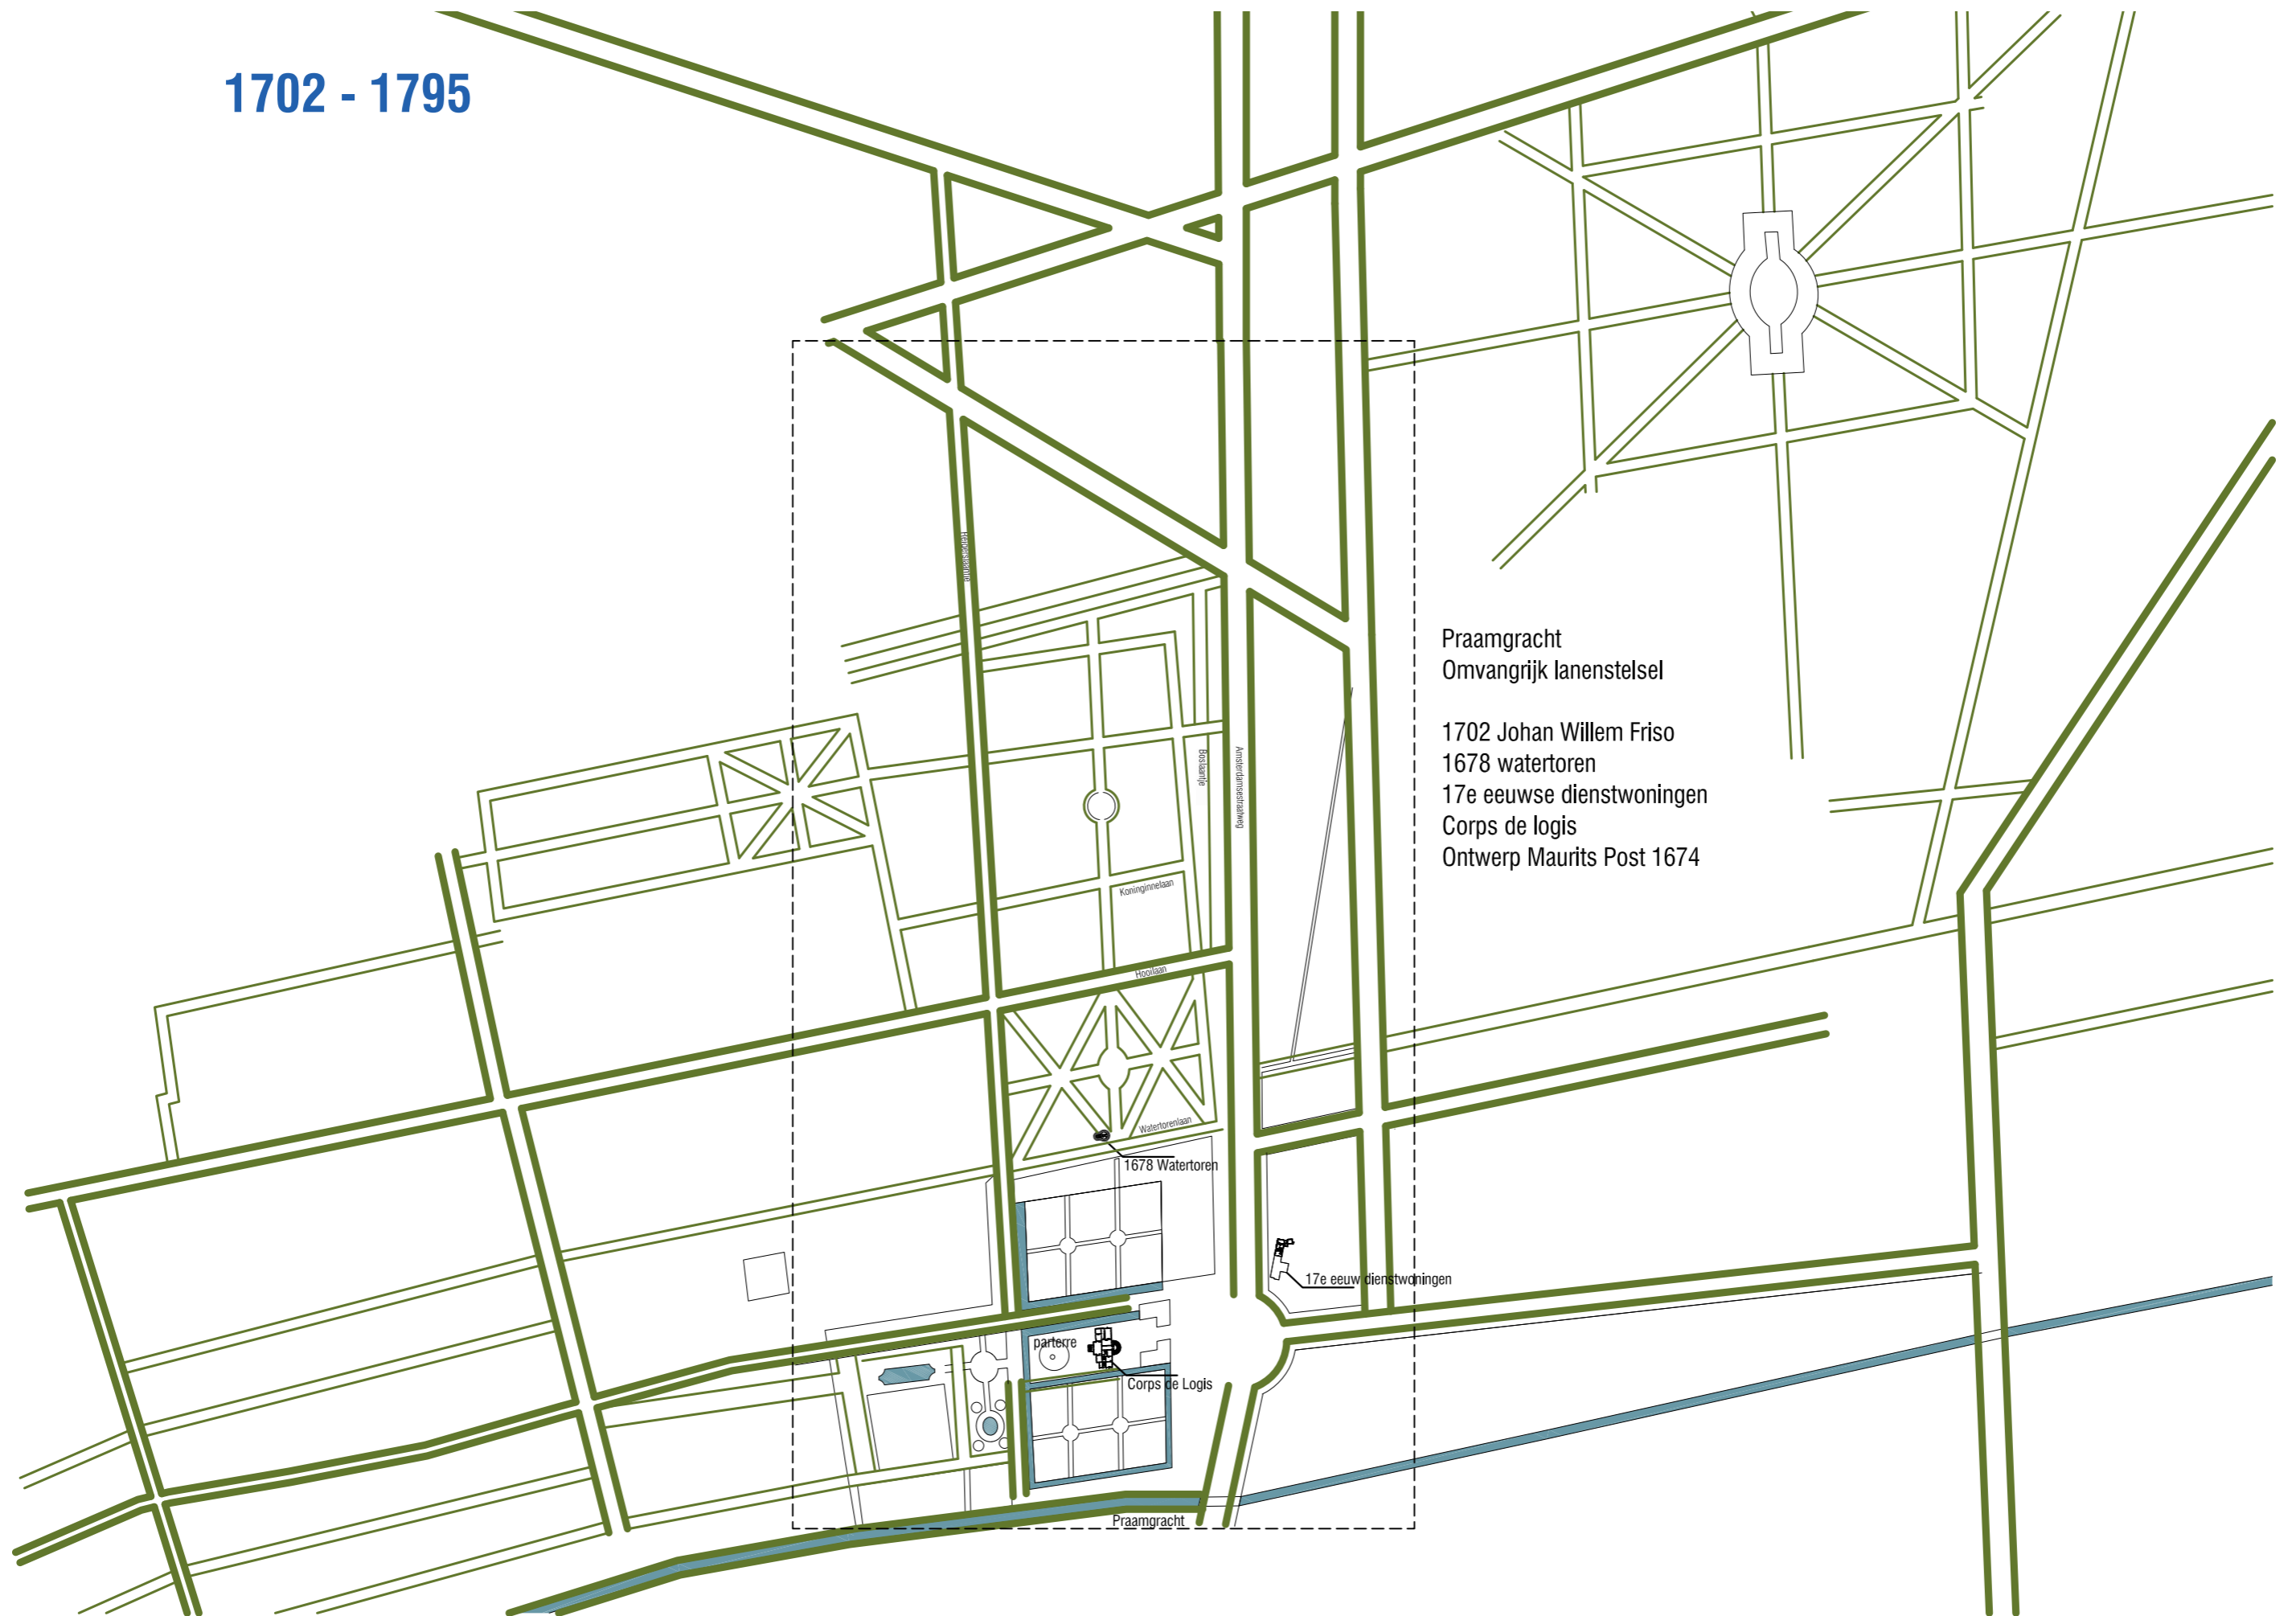 1702 - 1795
Praamgracht
Omvangrijk lanenstelsel
1702 Johan Willem Friso
1678 watertoren
17e eeuwse dienstwoningen
Corps de logis
Ontwerp Maurits Post 1674
Boslaantje
Amsterdamsestraatweg
Koninginnelaan
Hooilaan
Watertorenlaan
1678 Watertoren
17e eeuw dienstwoningen
parterre
Corps de Logis
Praamgracht